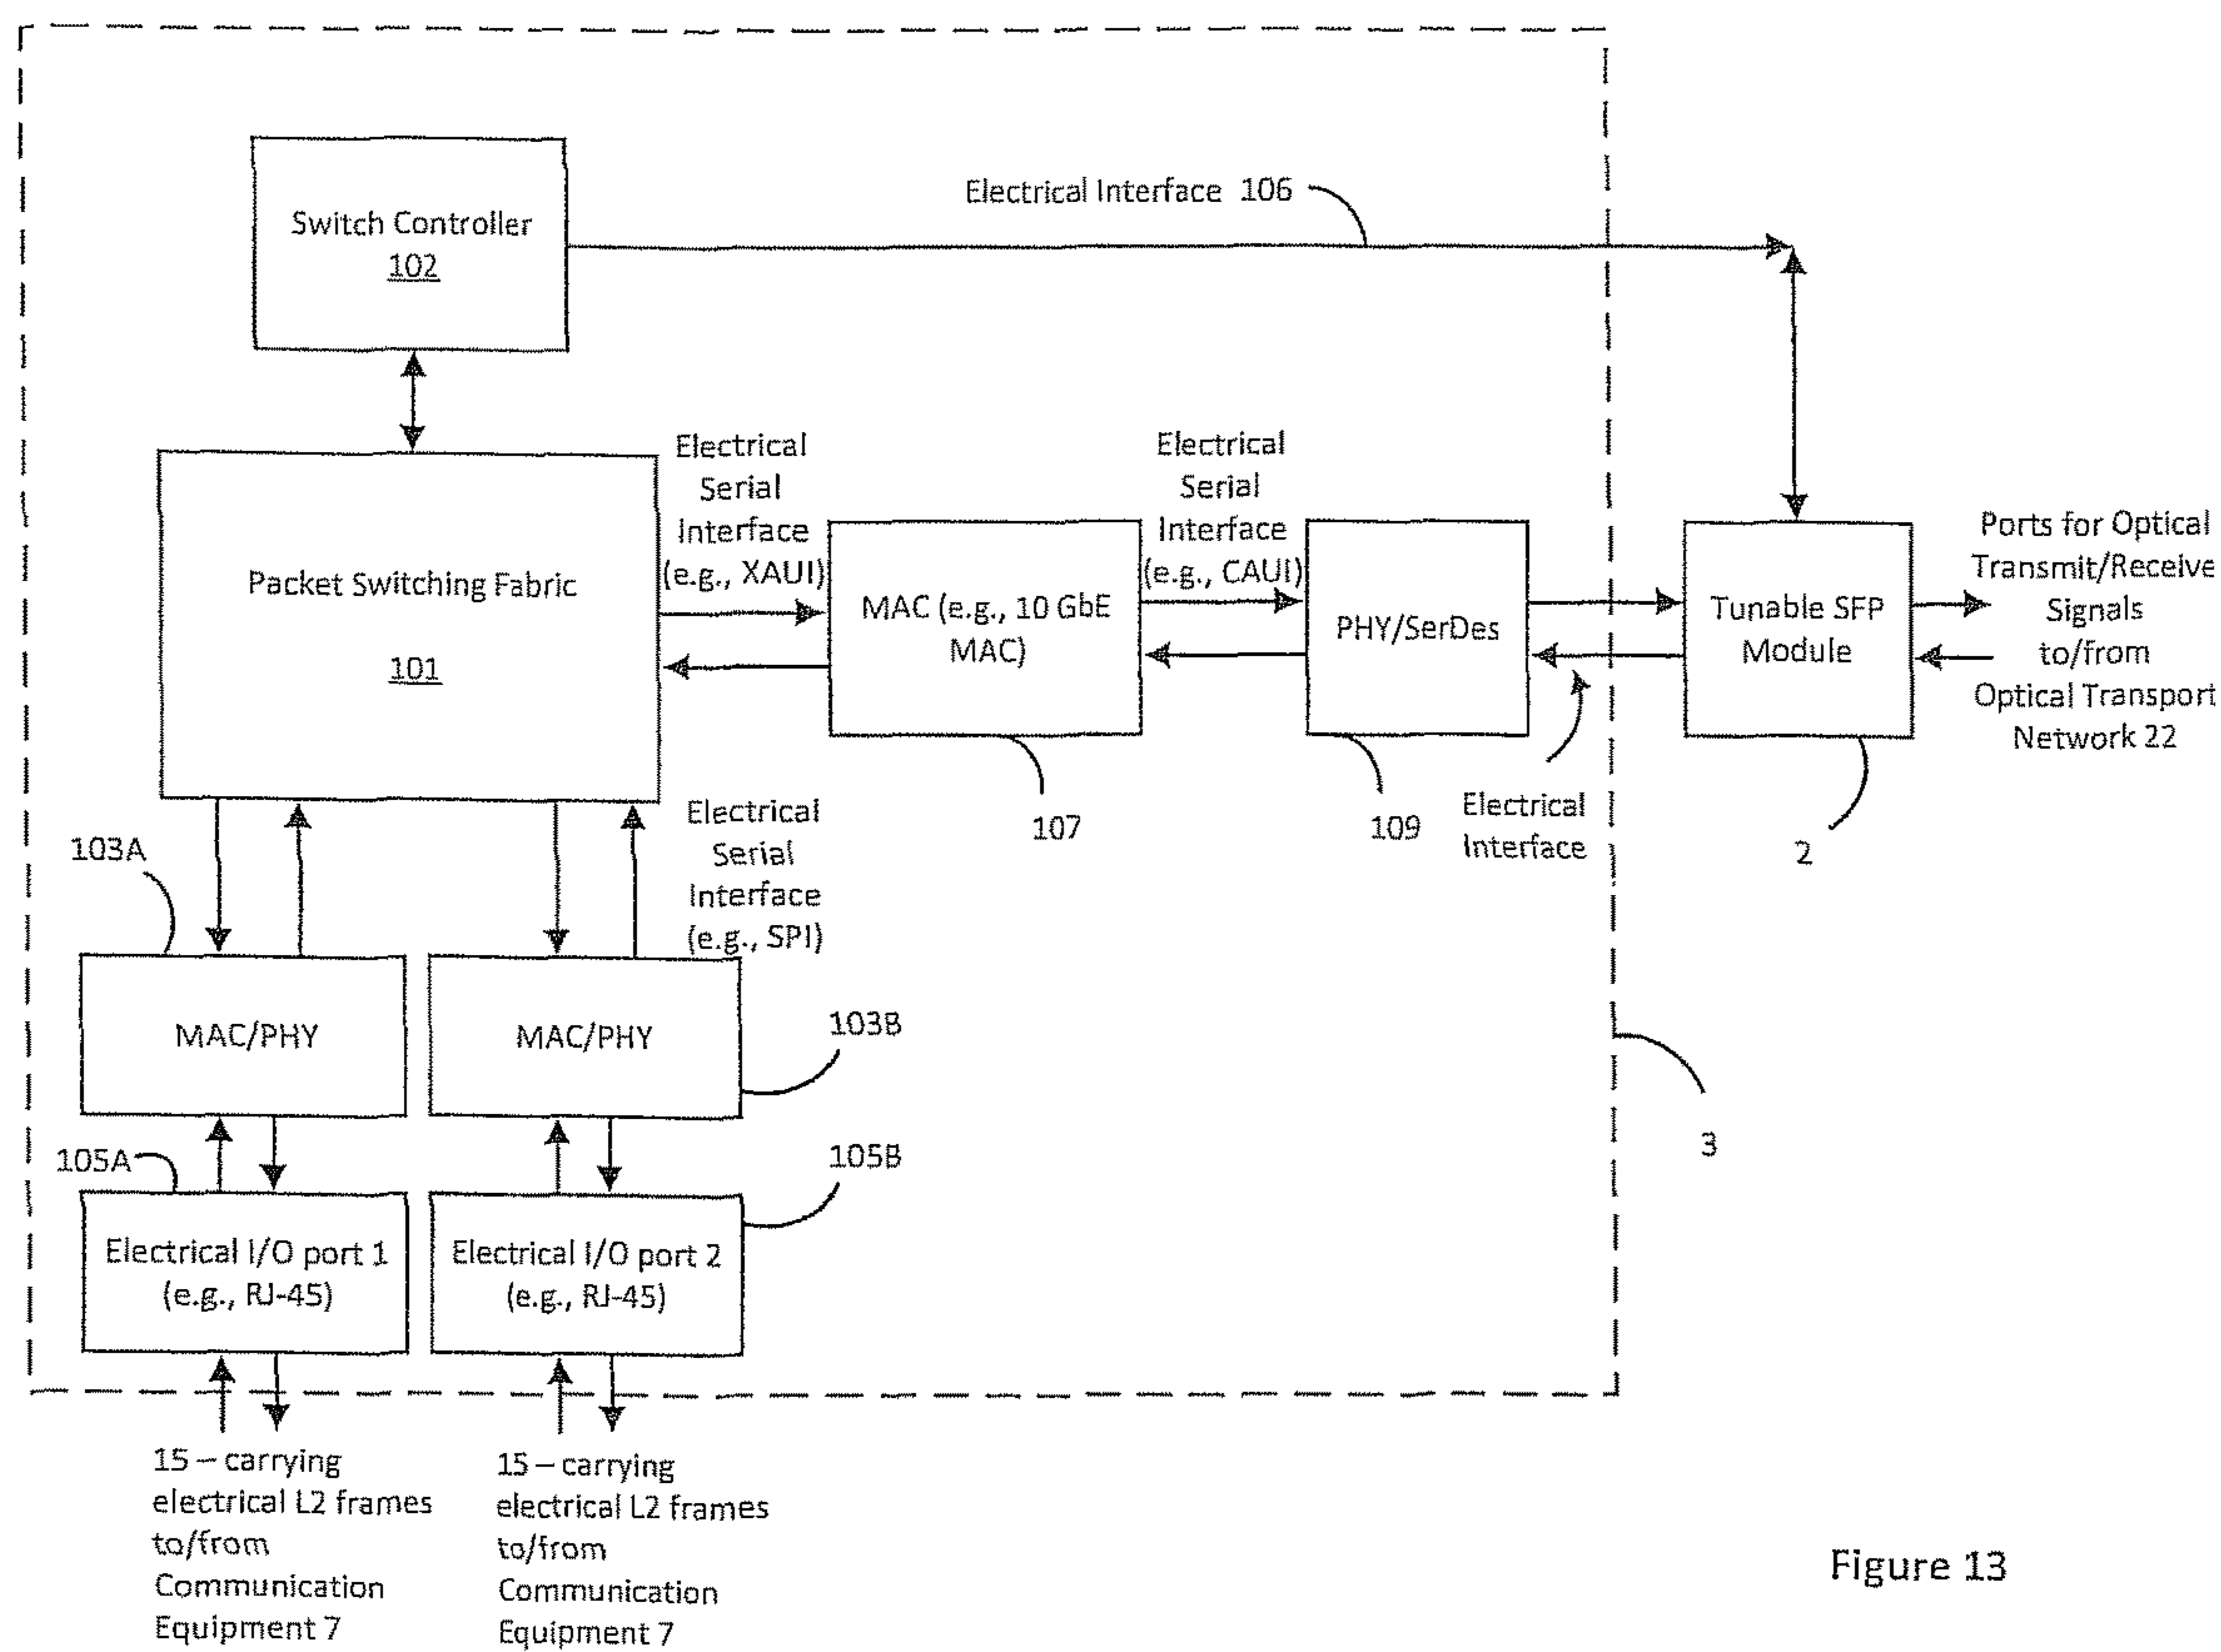 Electrical Interface 106
Switch Controller
102
Electrical
Serial
Interface
(e.g., XAUI)
Electrical
Serial
Interface
(e.g., CAUI)
Packet Switching Fabric
101
MAC (e.g., 10 GbE
MAC)
PHY/SerDes
Tunable SFP
Module
Ports for Optical
Transmit/Receive
Signals
to/from
Optical Transport
Network 22
107
109
Electrical
Interface
2
103A
Electrical
Serial
Interface
(e.g., SPI)
MAC/PHY
MAC/PHY
103B
3
105A
105B
Electrical I/O port 1
(e.g., RJ-45)
Electrical I/O port 2
(e.g., RJ-45)
15 – carrying
electrical L2 frames
to/from
Communication
Equipment 7
15 – carrying
electrical L2 frames
to/from
Communication
Equipment 7
Figure 13